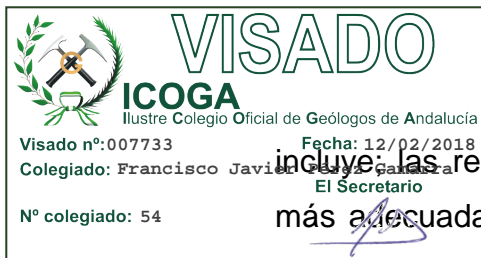 VISADO
ICOGA
Ilustre Colegio Oficial de Geólogos de Andalucía
Visado nº: 007733 Fecha: 12/02/2018
Colegiado: Francisco Javier Pérez Gamarra
incluye; las re
El Secretario
Nº colegiado: 54
más adecuada